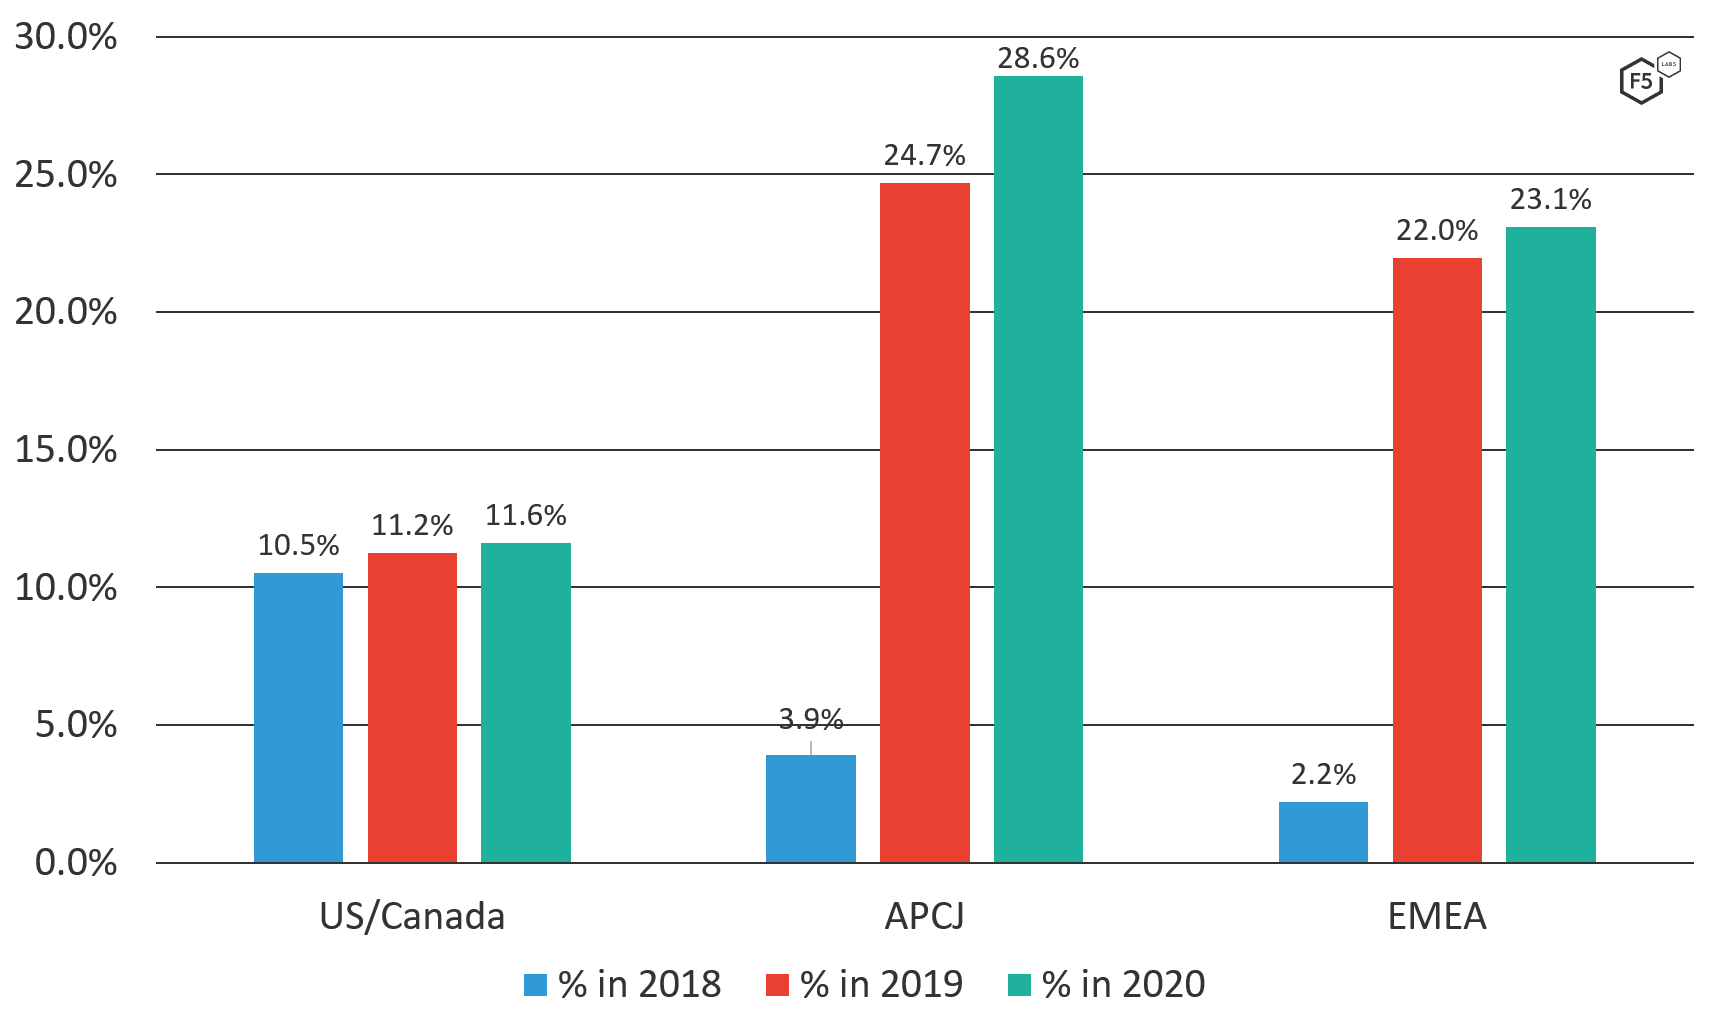 30.0%
25.0%
20.0%
15.0%
10.0%
5.0%
0.0%
10.5%
11.2%
11.6%
3.9%
24.7%
28.6%
2.2%
22.0%
23.1%
F5
LABS
US/Canada
APCJ
EMEA
% in 2018
% in 2019
% in 2020